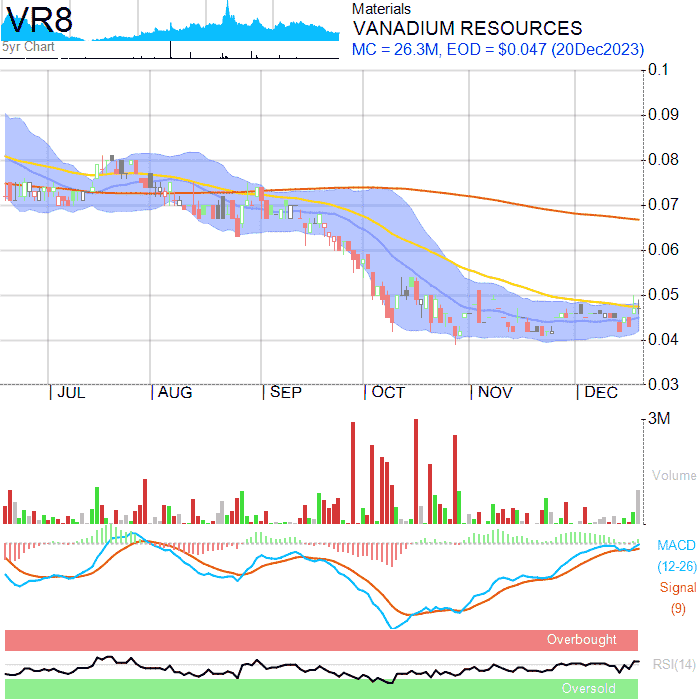 VR8
5yr Chart
Materials
VANADIUM RESOURCES
MC = 26.3M, EOD = $0.047 (20Dec2023)
0.1
0.09
0.08
0.07
0.06
0.05
0.04
0.03
JUL AUG SEP OCT NOV DEC
3M
Volume
MACD
(12-26)
Signal
(9)
Overbought
RSI(14)
Oversold